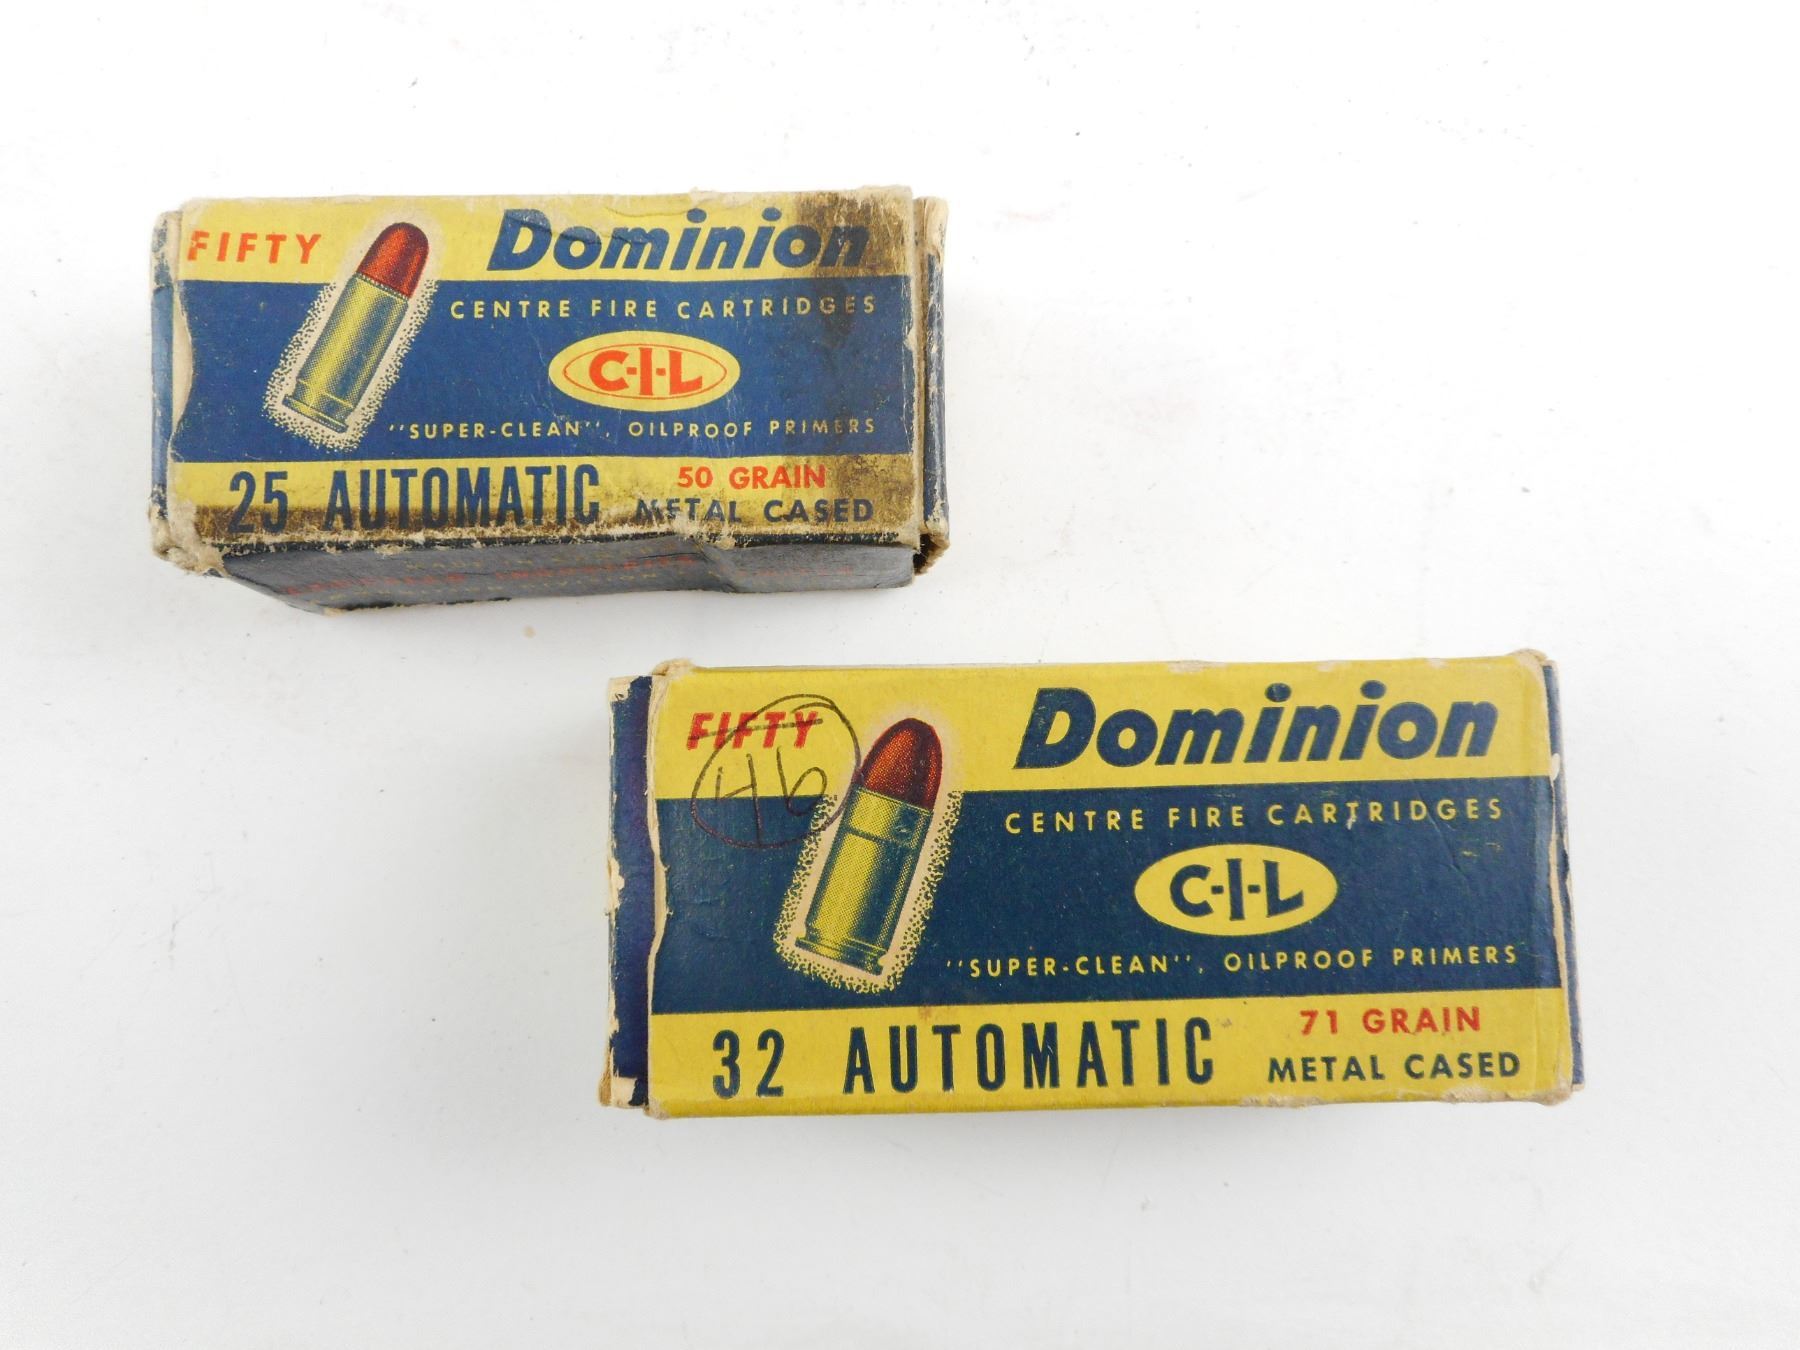 FIFTY
Dominion
CENTRE FIRE CARTRIDGES
C-I-L
"SUPER-CLEAN", OILPROOF PRIMERS
25 AUTOMATIC
50 GRAIN
METAL CASED
FIFTY
46
Dominion
CENTRE FIRE CARTRIDGES
C-I-L
"SUPER-CLEAN", OILPROOF PRIMERS
32 AUTOMATIC
71 GRAIN
METAL CASED